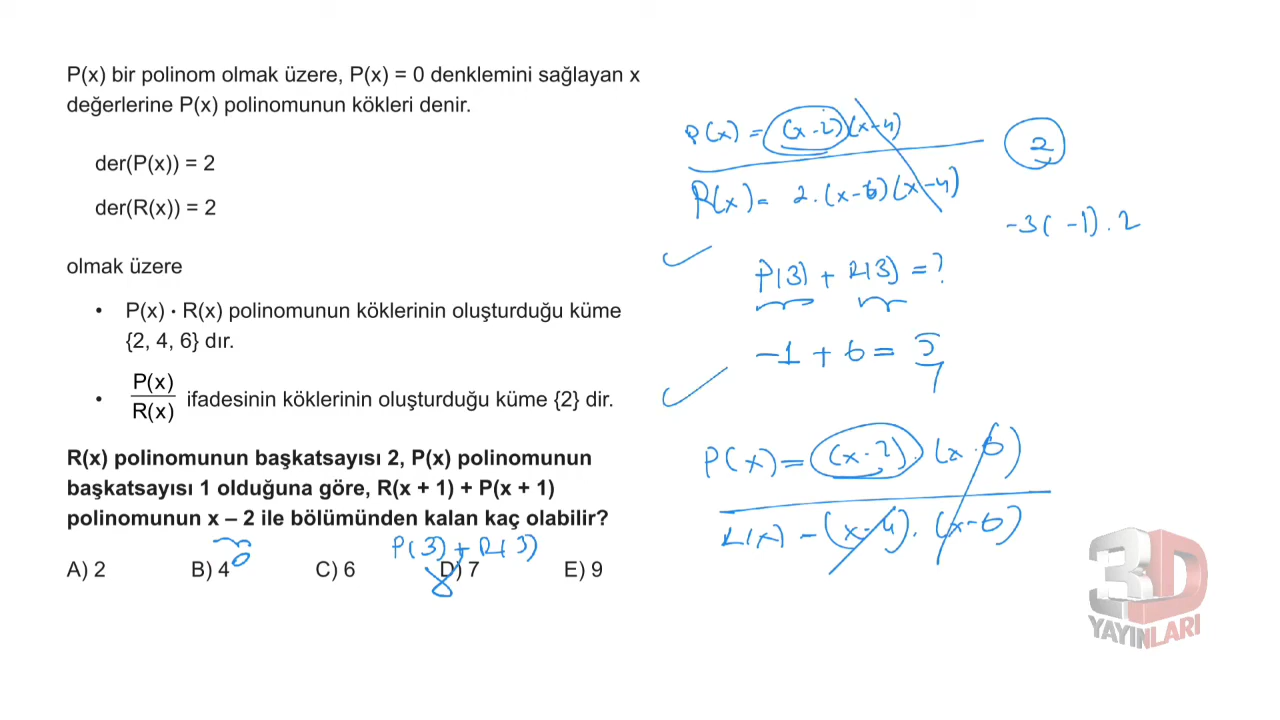 P(x) bir polinom olmak üzere, P(x) = 0 denklemini sağlayan x
değerlerine P(x) polinomunun kökleri denir.
der(P(x)) = 2
der(R(x)) = 2
olmak üzere
• P(x) · R(x) polinomunun köklerinin oluşturduğu küme
{2, 4, 6} dır.
• P(x)/R(x) ifadesinin köklerinin oluşturduğu küme {2} dir.
R(x) polinomunun başkatsayısı 2, P(x) polinomunun
başkatsayısı 1 olduğuna göre, R(x + 1) + P(x + 1)
polinomunun x – 2 ile bölümünden kalan kaç olabilir?
P(3) + R(3)
A) 2 B) 4 C) 6 D) 7 E) 9
P(x) = (x-2)(x-4)
R(x) = 2.(x-6)(x-4)
2
-3(-1).2
P(3) + R(3) = ?
-1 + 6 = 5
P(x) = (x-2).(x-6)
R(x) = (x-4).(x-6)
3D
YAYINLARI